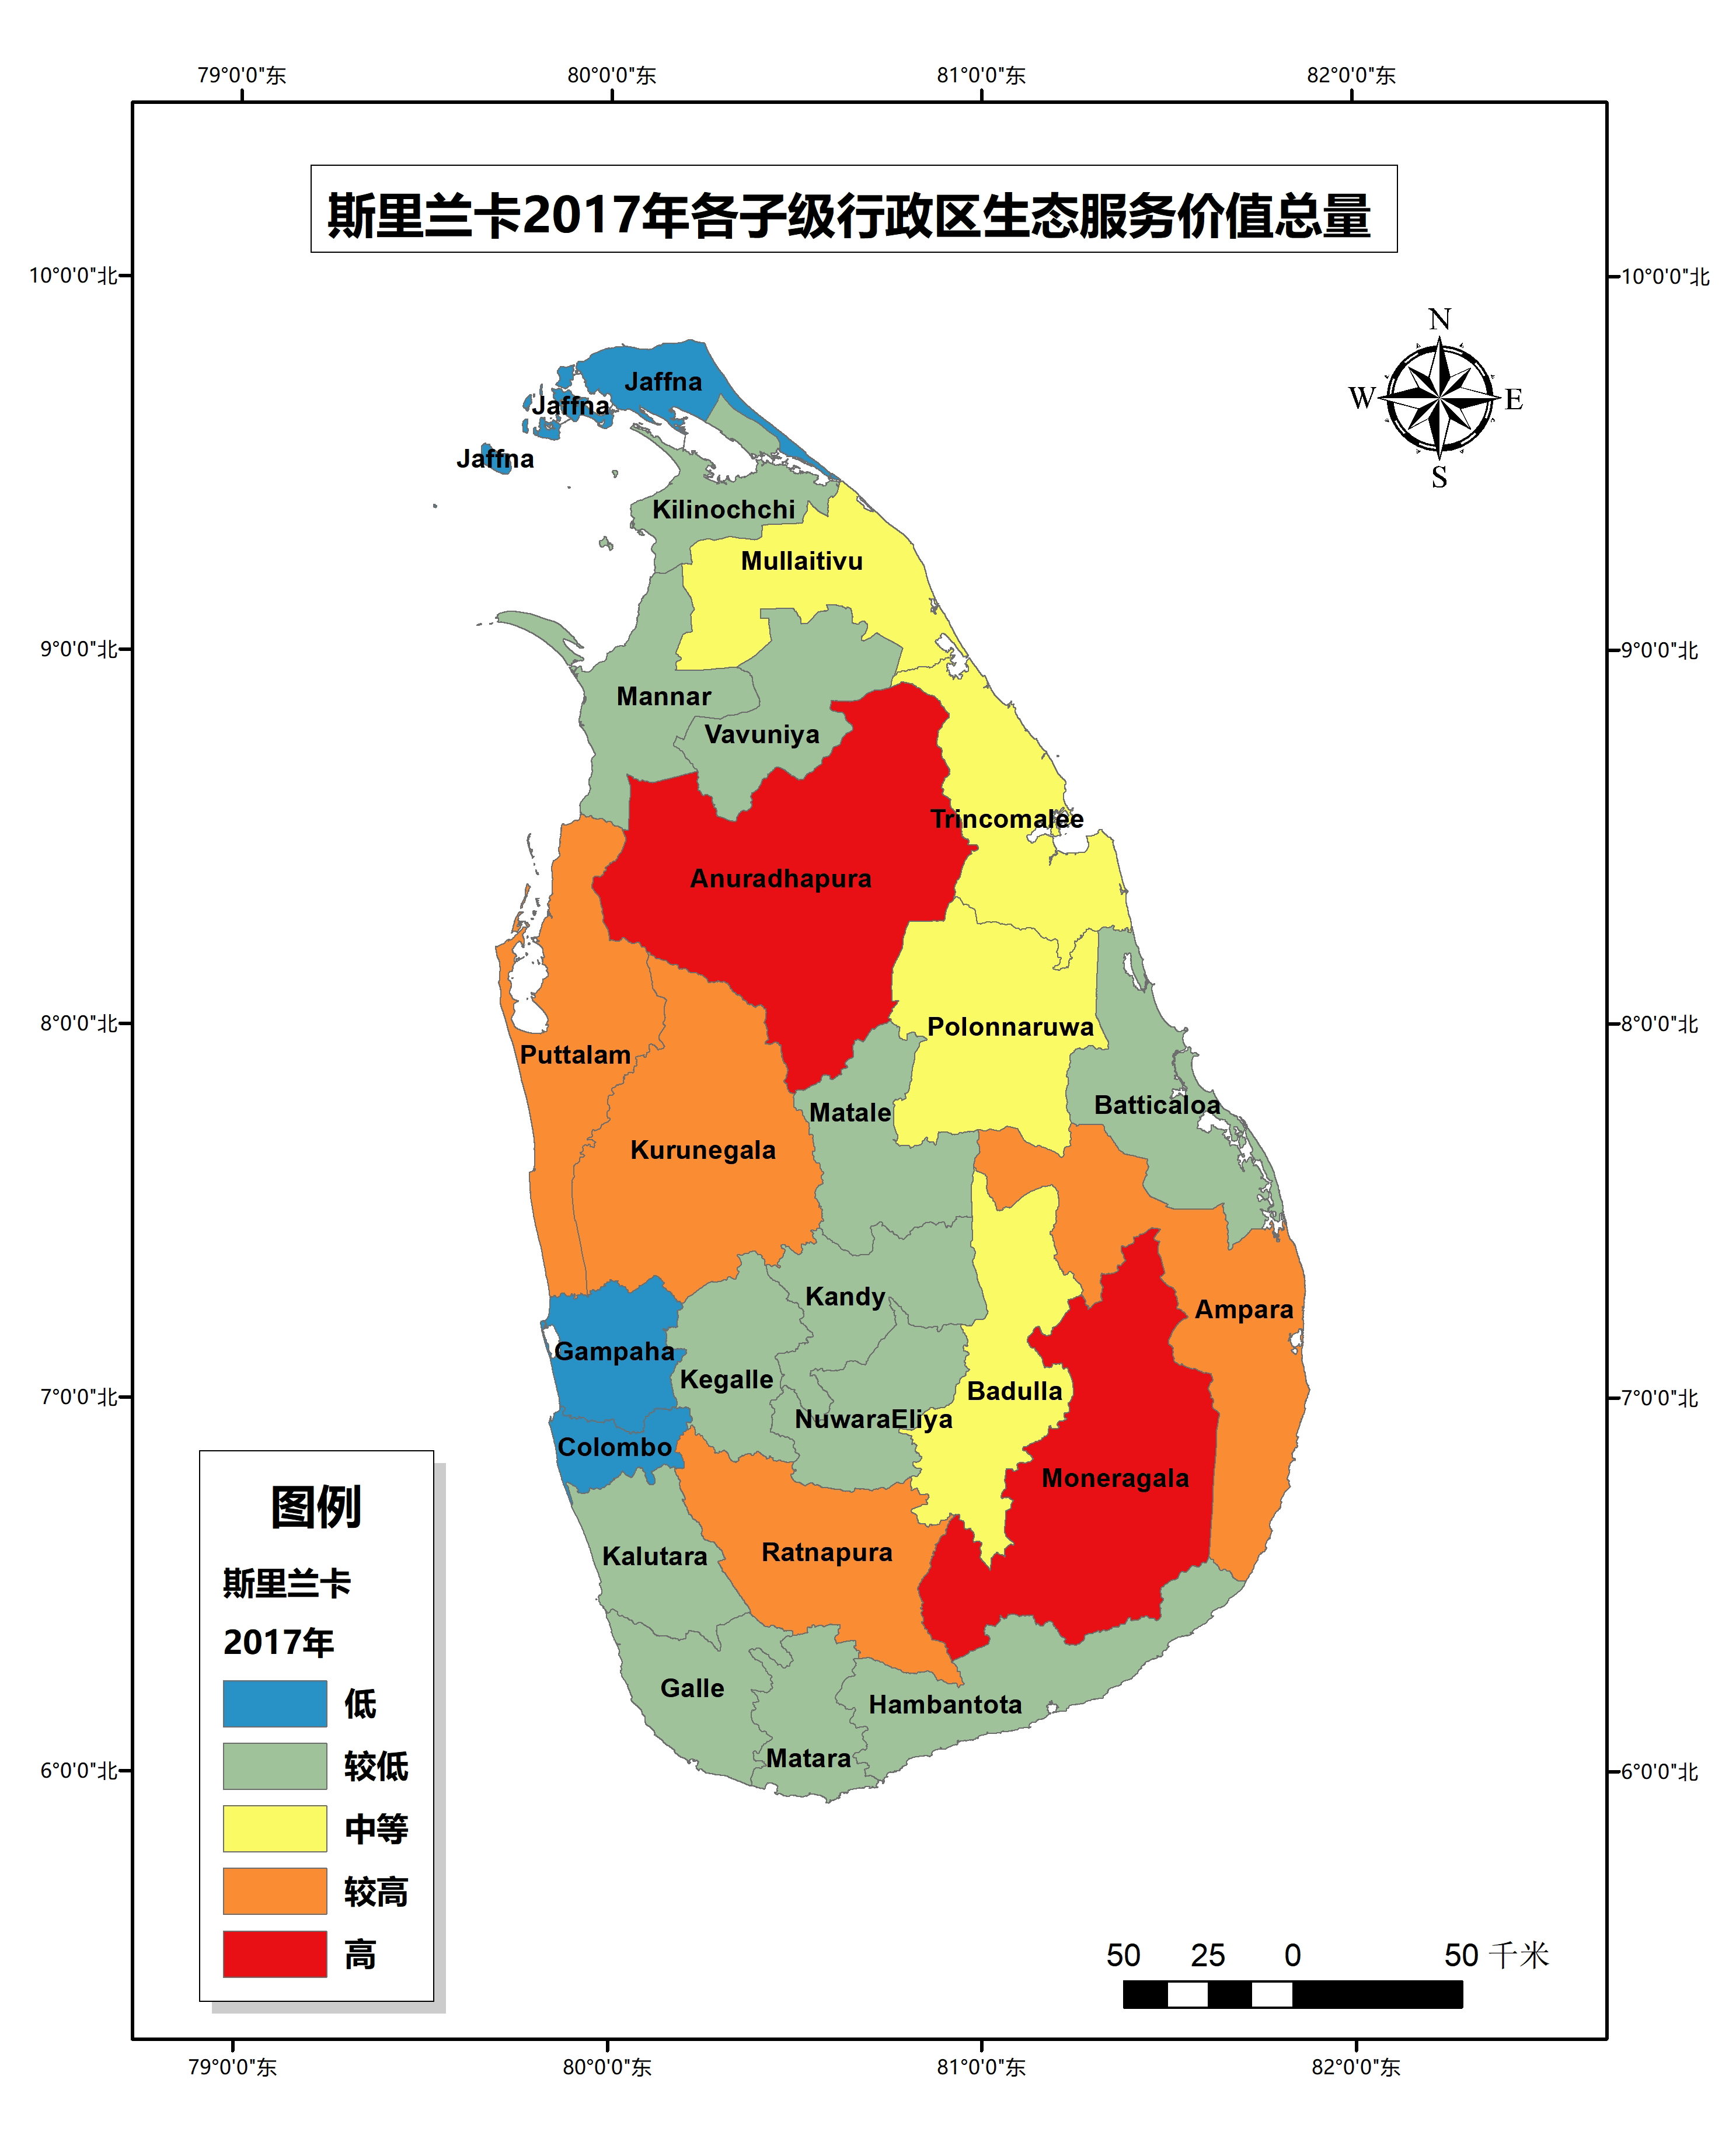 79°0'0"东 80°0'0"东 81°0'0"东 82°0'0"东
斯里兰卡2017年各子级行政区生态服务价值总量
10°0'0"北 10°0'0"北
N
W E
S
Jaffna
Jaffna
Jaffna
Kilinochchi
Mullaitivu
9°0'0"北 9°0'0"北
Mannar
Vavuniya
Trincomalee
Anuradhapura
8°0'0"北 8°0'0"北
Polonnaruwa
Puttalam
Batticaloa
Matale
Kurunegala
Kandy
Ampara
Gampaha
Kegalle
Badulla
7°0'0"北 7°0'0"北
NuwaraEliya
Colombo
Moneragala
Ratnapura
Kalutara
Galle
Hambantota
Matara
6°0'0"北 6°0'0"北
图例
斯里兰卡
2017年
低
较低
中等
较高
高
50 25 0 50 千米
79°0'0"东 80°0'0"东 81°0'0"东 82°0'0"东